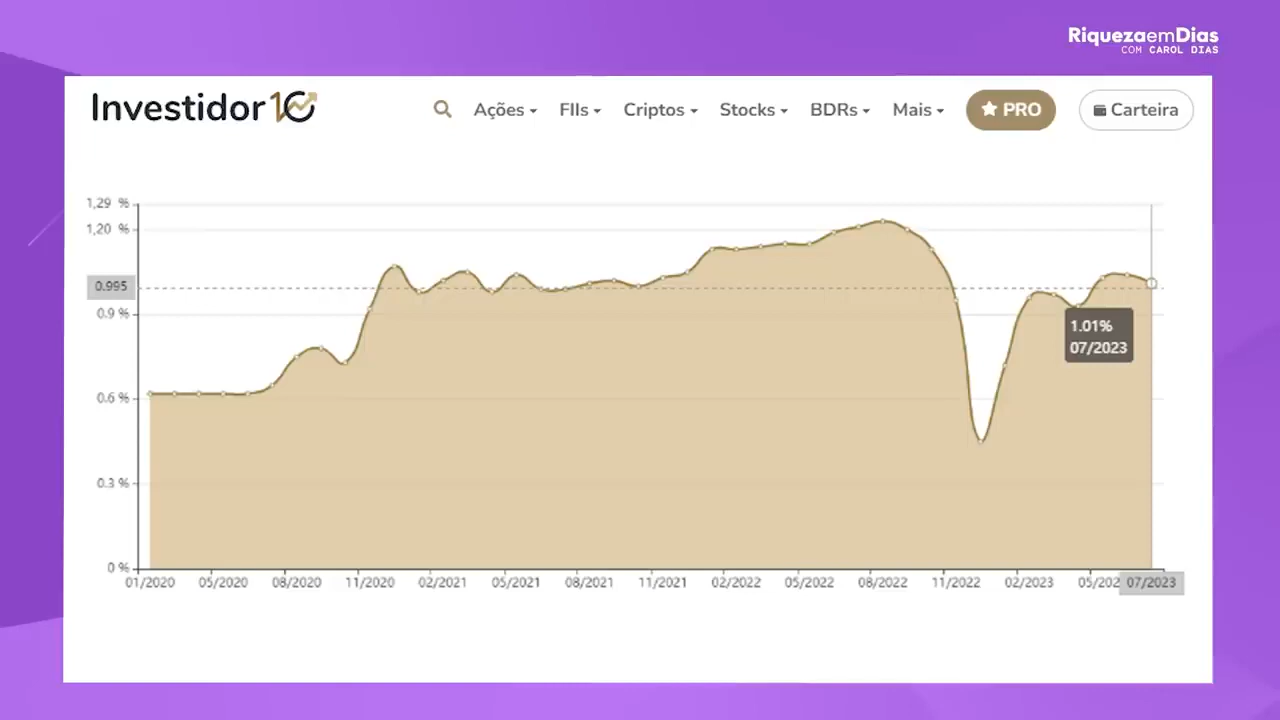 RiquezaemDias
COM CAROL DIAS
Investidor 10
Ações
FIIs
Criptos
Stocks
BDRs
Mais
PRO
Carteira
1,29 %
1,20 %
0.995
0.9 %
0.6 %
0.3 %
0 %
1.01%
07/2023
01/2020
05/2020
08/2020
11/2020
02/2021
05/2021
08/2021
11/2021
02/2022
05/2022
08/2022
11/2022
02/2023
05/202
07/2023